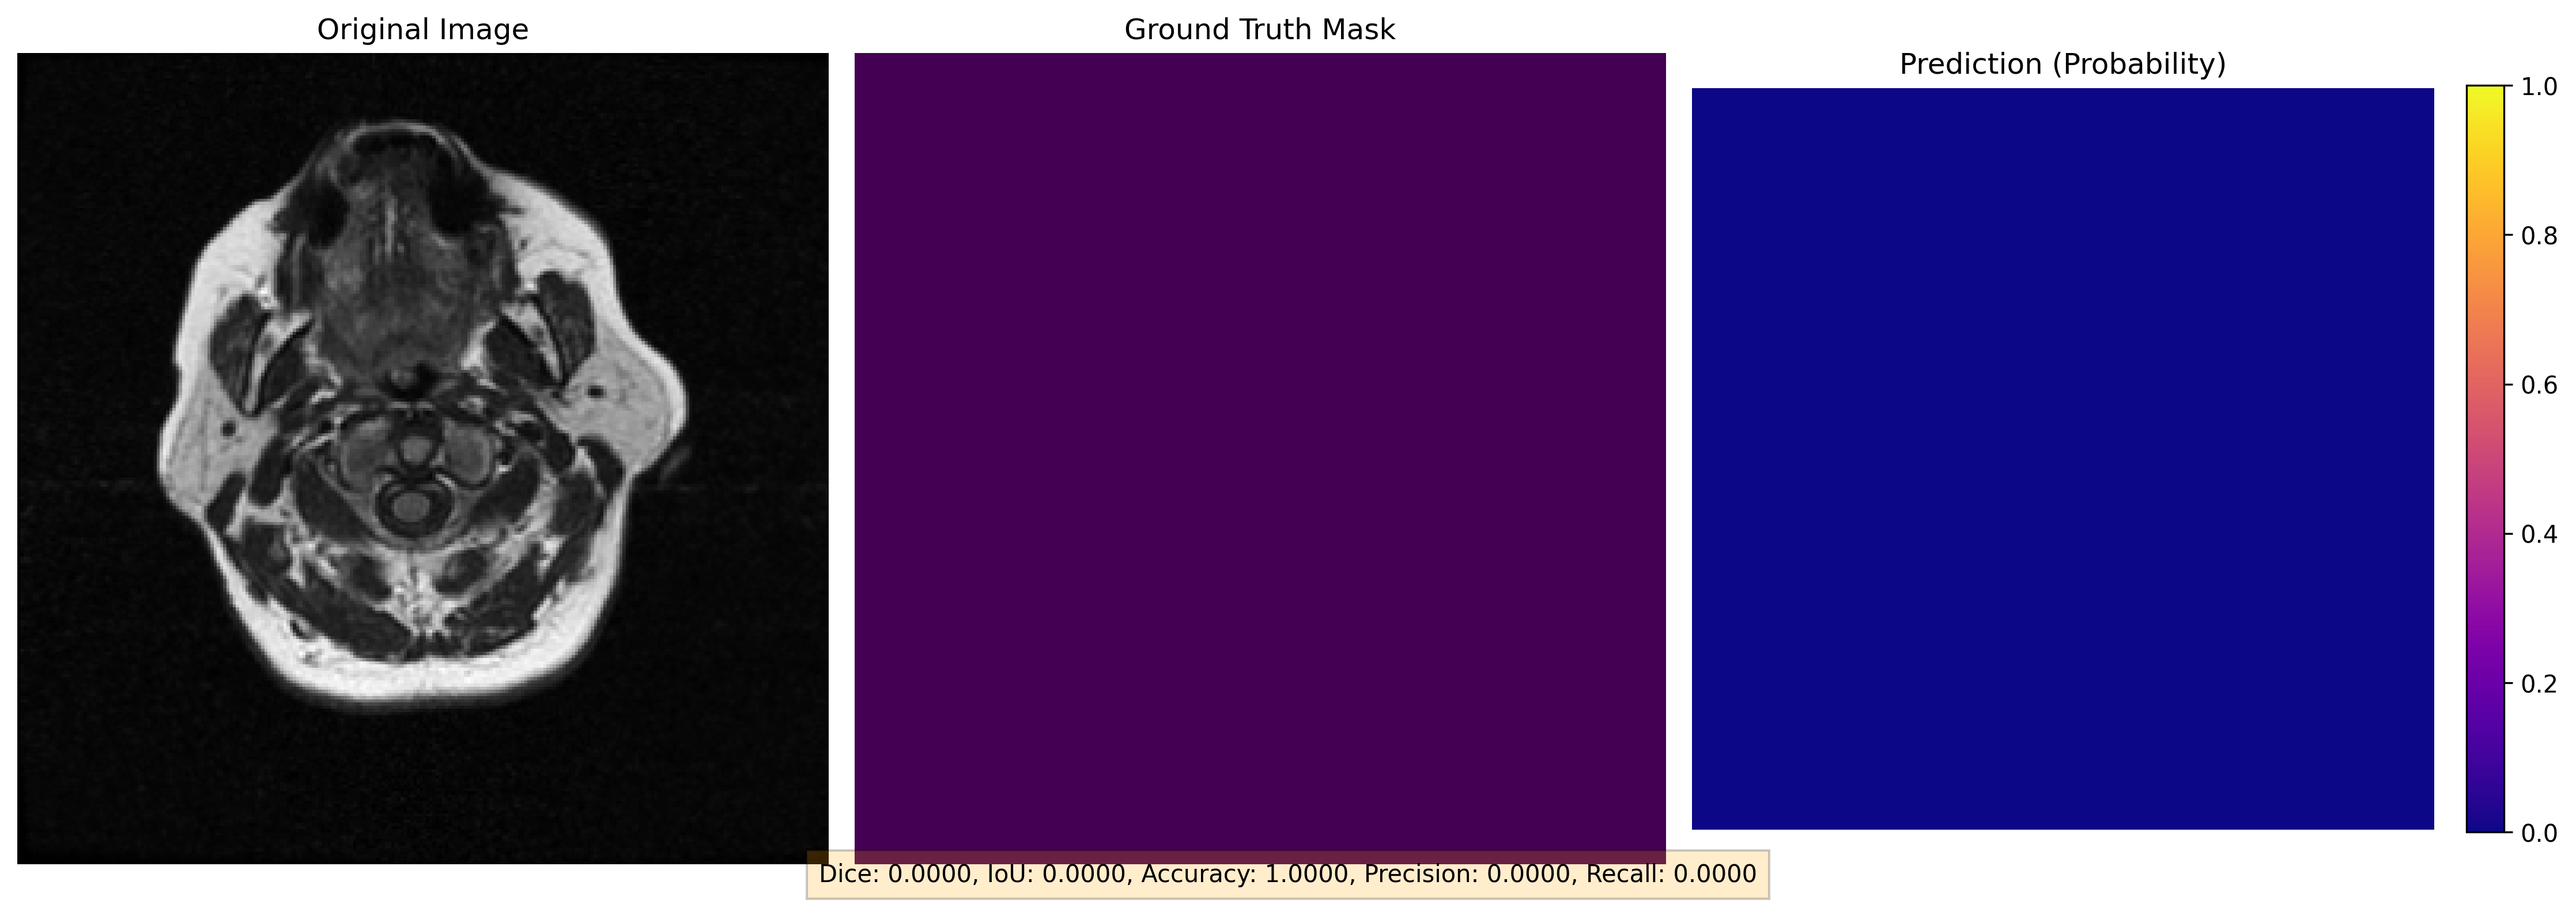 Original Image
Ground Truth Mask
Prediction (Probability)
1.0
0.8
0.6
0.4
0.2
0.0
Dice: 0.0000, IoU: 0.0000, Accuracy: 1.0000, Precision: 0.0000, Recall: 0.0000